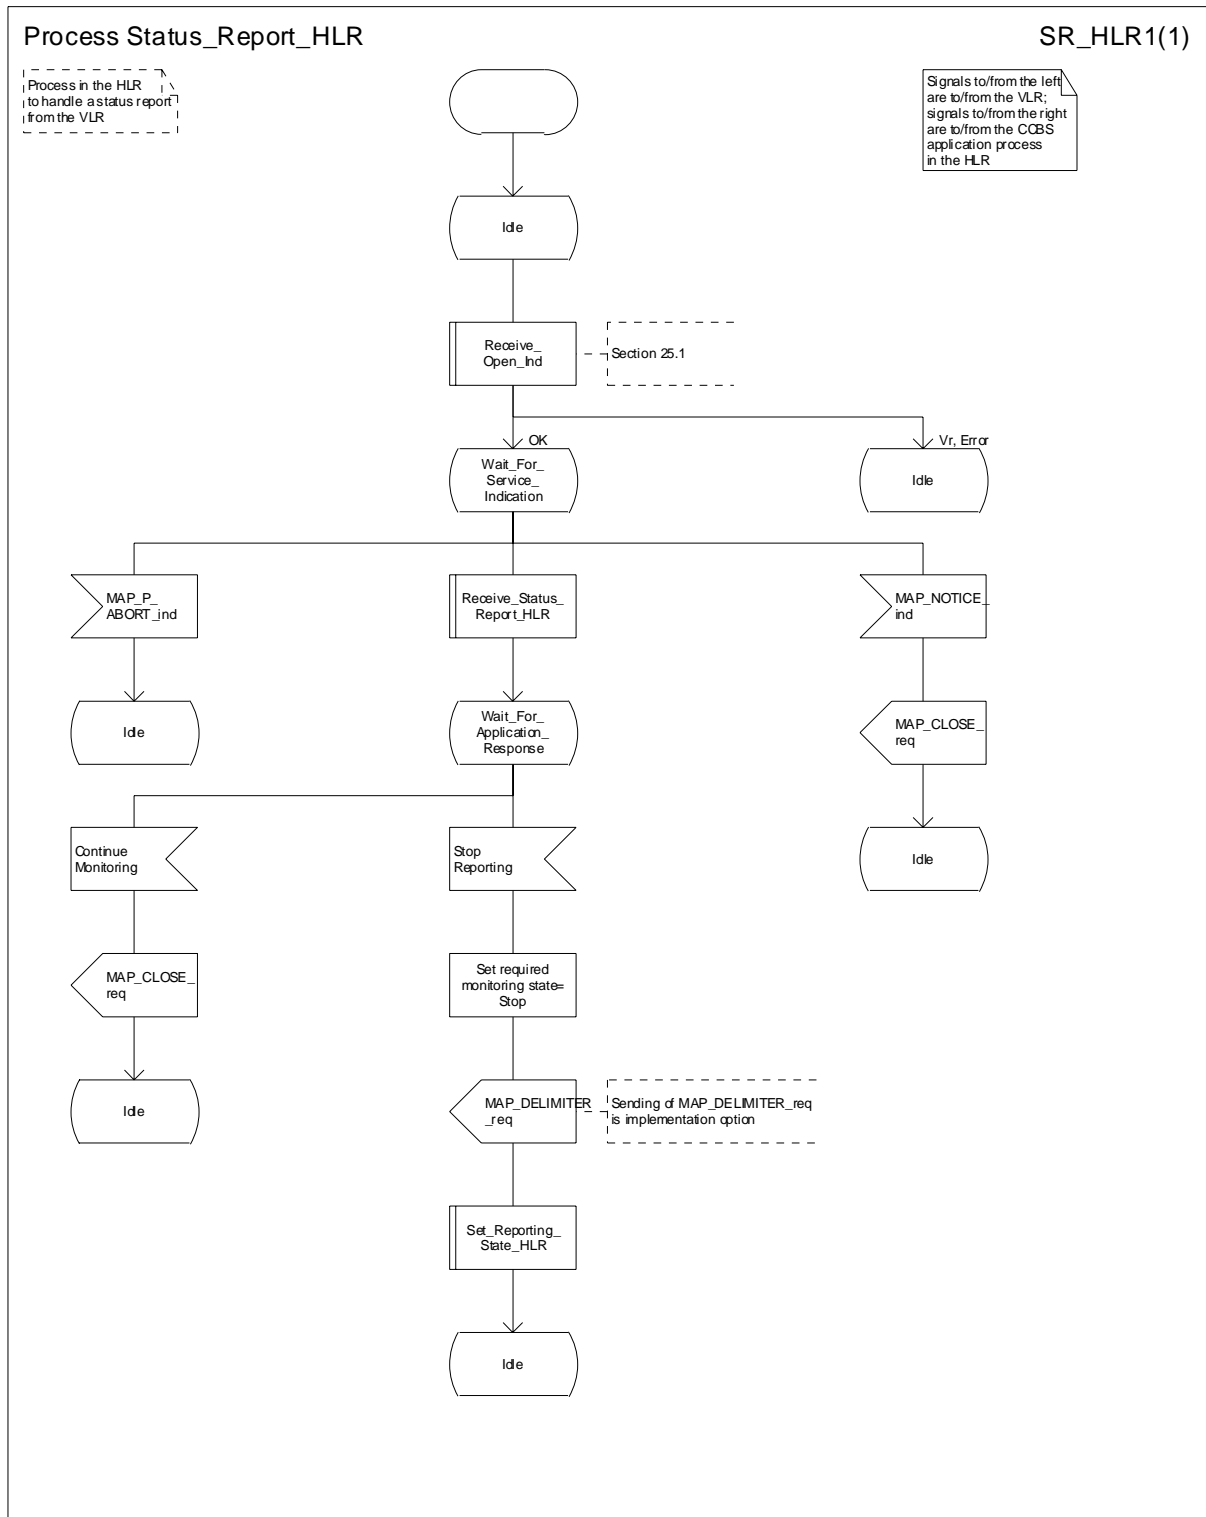 Process Status_Report_HLR
SR_HLR1(1)
Process in the HLR
to handle a status report
from the VLR
Signals to/from the left
are to/from the VLR;
signals to/from the right
are to/from the CCBS
application process
in the HLR
Idle
Receive_
Open_Ind
Section 25.1
OK
Vr, Error
Wait_For_
Service_
Indication
Idle
MAP_P_
ABORT_ind
Receive_Status_
Report_HLR
MAP_NOTICE_
ind
Idle
Wait_For_
Application_
Response
MAP_CLOSE_
req
Continue
Monitoring
Stop
Reporting
Idle
MAP_CLOSE_
req
Set required
monitoring state=
Stop
Idle
MAP_DELIMITER
_req
Sending of MAP_DELIMITER_req
is implementation option
Set_Reporting_
State_HLR
Idle